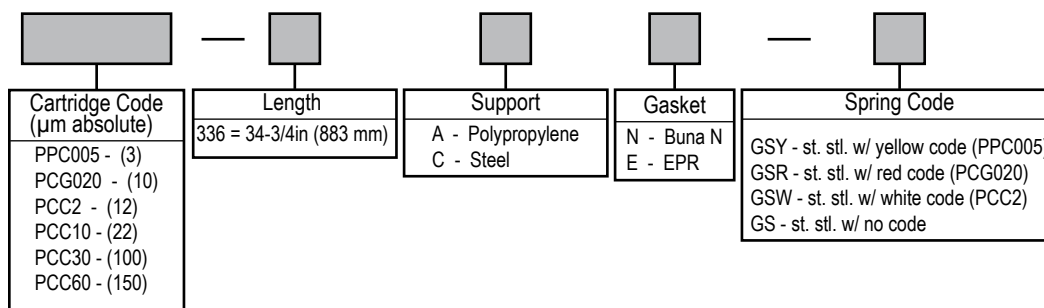 Cartridge Code
(µm absolute)
PPC005 - (3)
PCG020 - (10)
PCC2 - (12)
PCC10 - (22)
PCC30 - (100)
PCC60 - (150)
Length
336 = 34-3/4in (883 mm)
Support
A - Polypropylene
C - Steel
Gasket
N - Buna N
E - EPR
Spring Code
GSY - st. stl. w/ yellow code (PPC005)
GSR - st. stl. w/ red code (PCG020)
GSW - st. stl. w/ white code (PCC2)
GS - st. stl. w/ no code